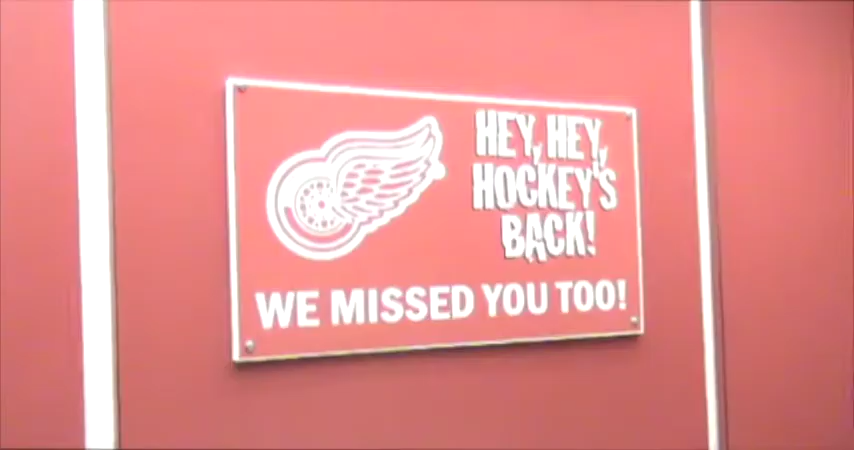 HEY, HEY,
HOCKEY'S
BACK!
WE MISSED YOU TOO!